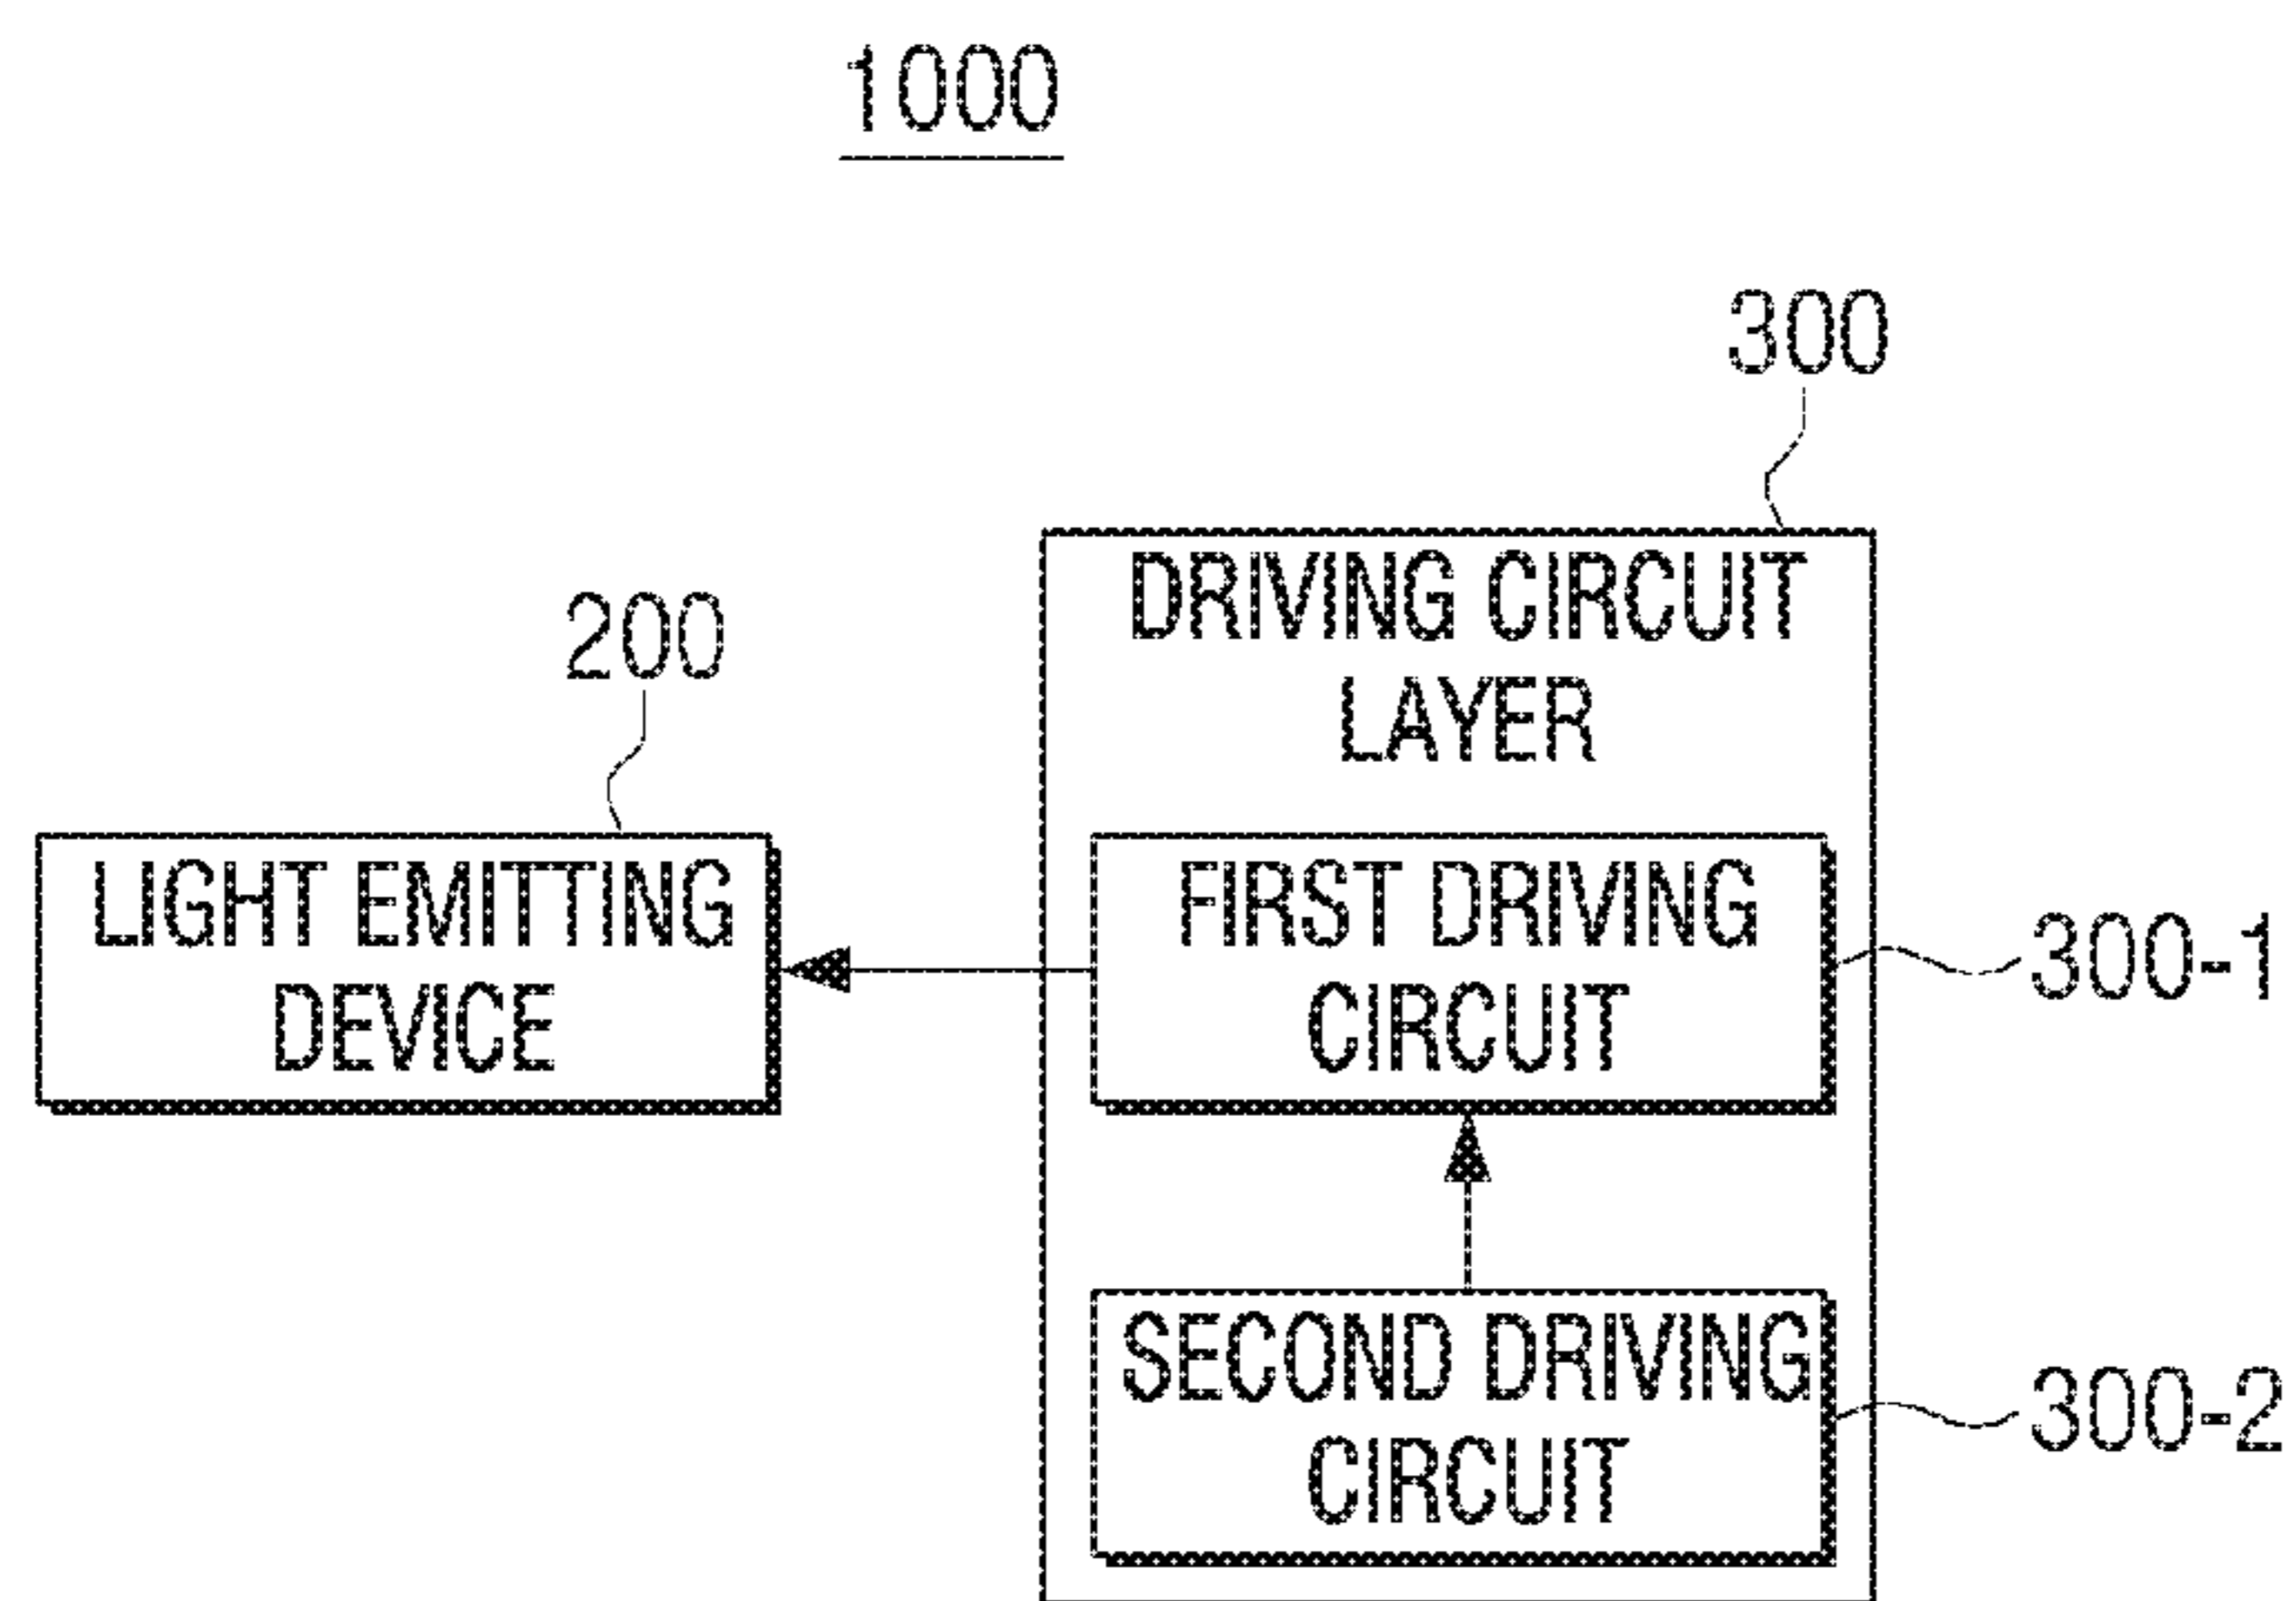 1000
300
DRIVING CIRCUIT
LAYER
200
LIGHT EMITTING
DEVICE
FIRST DRIVING
CIRCUIT
300-1
SECOND DRIVING
CIRCUIT
300-2